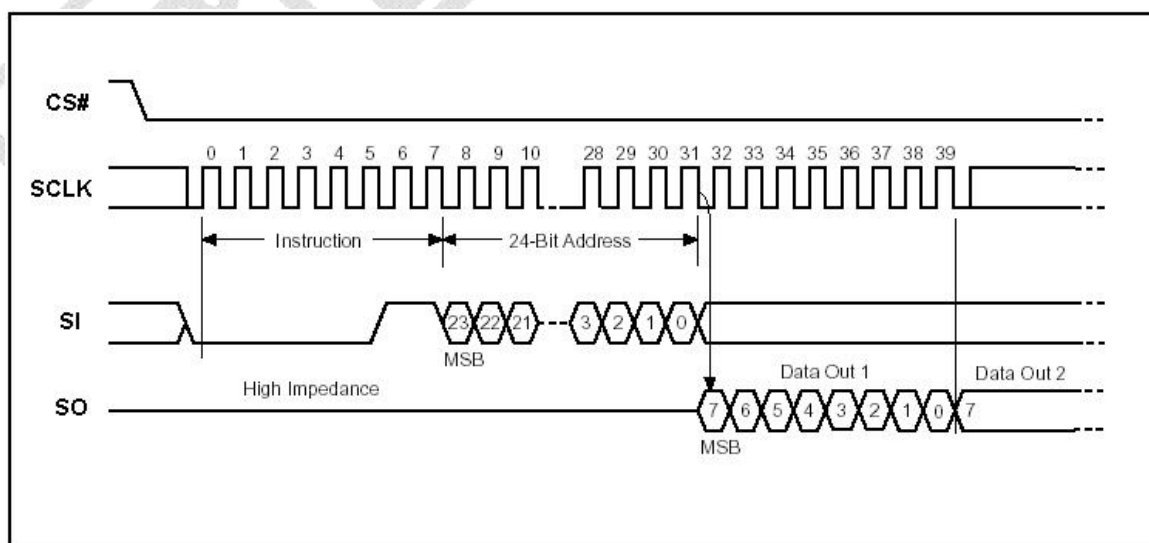 CS#
0 1 2 3 4 5 6 7 8 9 10 28 29 30 31 32 33 34 35 36 37 38 39
SCLK
Instruction 24-Bit Address
SI 23 22 21 3 2 1 0
MSB
High Impedance Data Out 1 Data Out 2
SO 7 6 5 4 3 2 1 0 7
MSB